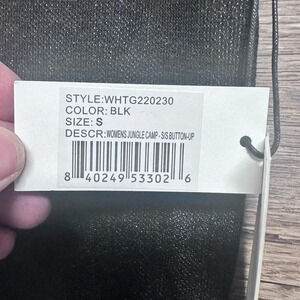 STYLE:WHTG220230
COLOR: BLK
SIZE: S
DESCR:WOMENS JUNGLE CAMP - S/S BUTTON-UP
8 40249 53302 6